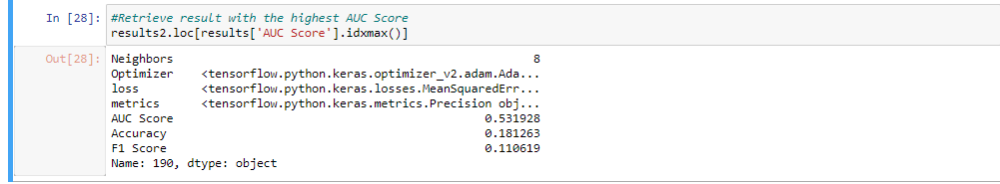 In [28]: #Retrieve result with the highest AUC Score
results2.loc[results['AUC Score'].idxmax()]
Out[28]: Neighbors 8
Optimizer <tensorflow.python.keras.optimizer_v2.adam.Ada...
loss <tensorflow.python.keras.losses.MeanSquaredErr...
metrics <tensorflow.python.keras.metrics.Precision obj...
AUC Score 0.531928
Accuracy 0.181263
F1 Score 0.110619
Name: 190, dtype: object